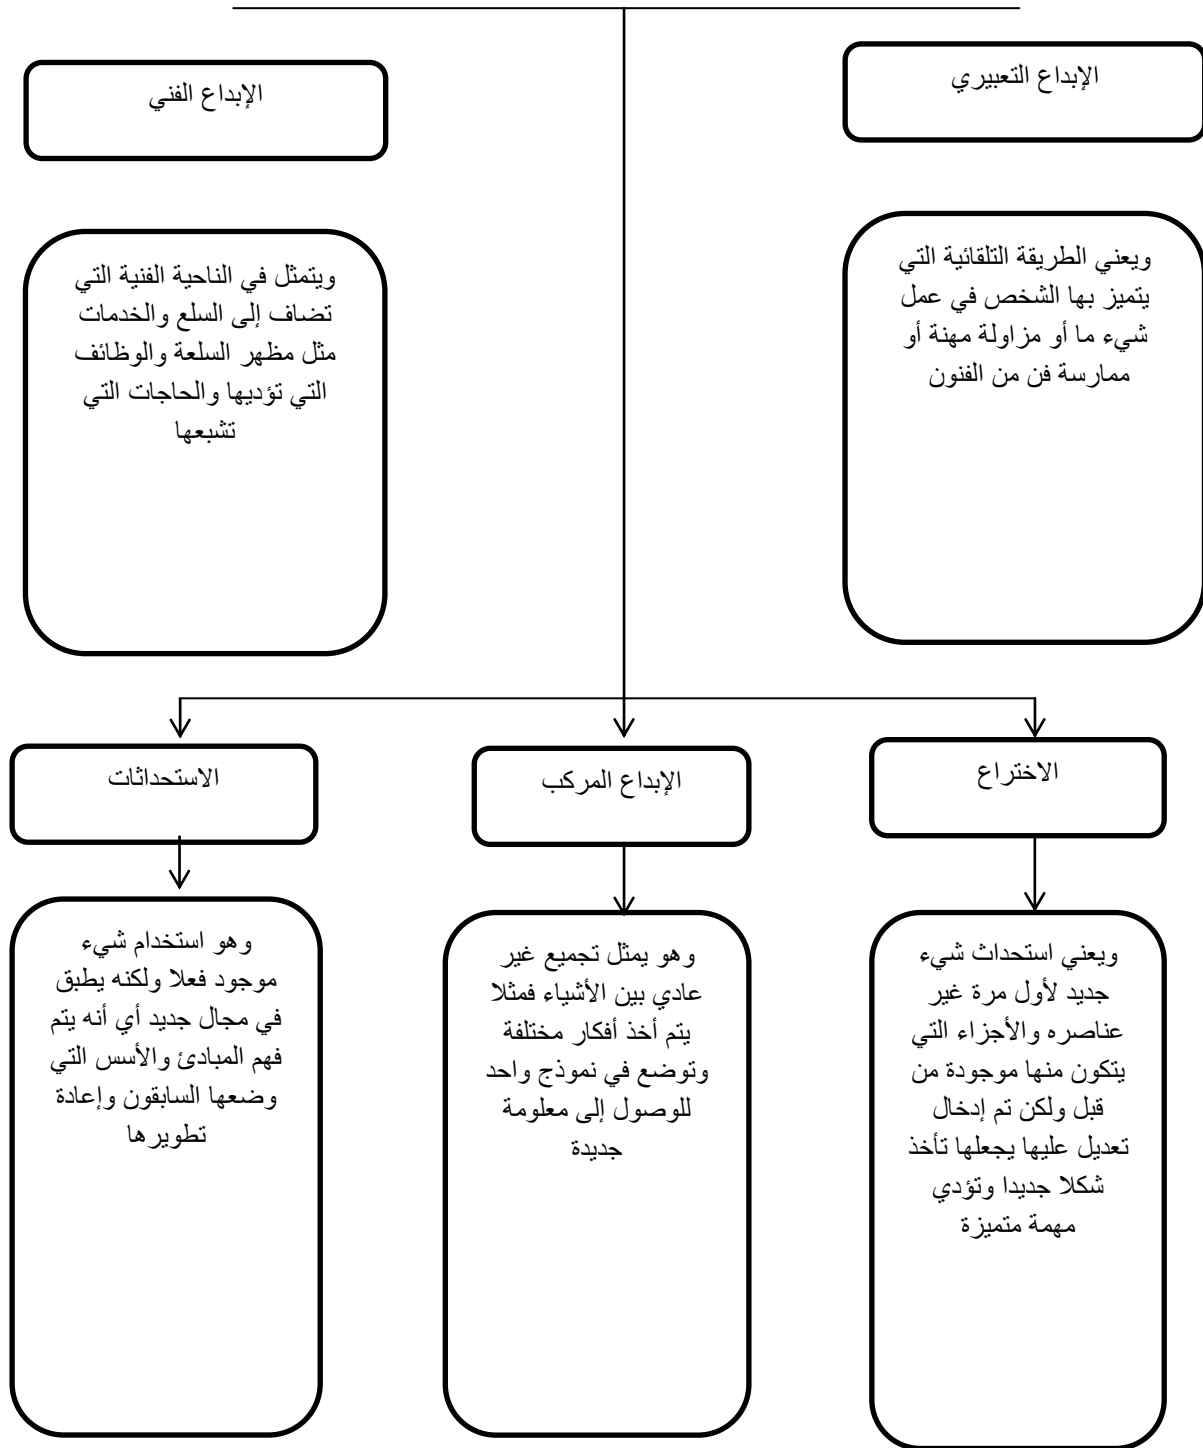 الإبداع التعبيري
الإبداع الفني
ويعني الطريقة التلقائية التي
يتميز بها الشخص في عمل
شيء ما أو مزاولة مهنة أو
ممارسة فن من الفنون
ويتمثل في الناحية الفنية التي
تضاف إلى السلع والخدمات
مثل مظهر السلعة والوظائف
التي تؤديها والحاجات التي
تشبعها
الاختراع
الإبداع المركب
الاستحداثات
ويعني استحداث شيء
جديد لأول مرة غير
عناصره والأجزاء التي
يتكون منها موجودة من
قبل ولكن تم إدخال
تعديل عليها يجعلها تأخذ
شكلا جديدا وتؤدي
مهمة متميزة
وهو يمثل تجميع غير
عادي بين الأشياء فمثلا
يتم أخذ أفكار مختلفة
وتوضع في نموذج واحد
للوصول إلى معلومة
جديدة
وهو استخدام شيء
موجود فعلا ولكنه يطبق
في مجال جديد أي أنه يتم
فهم المبادئ والأسس التي
وضعها السابقون وإعادة
تطويرها